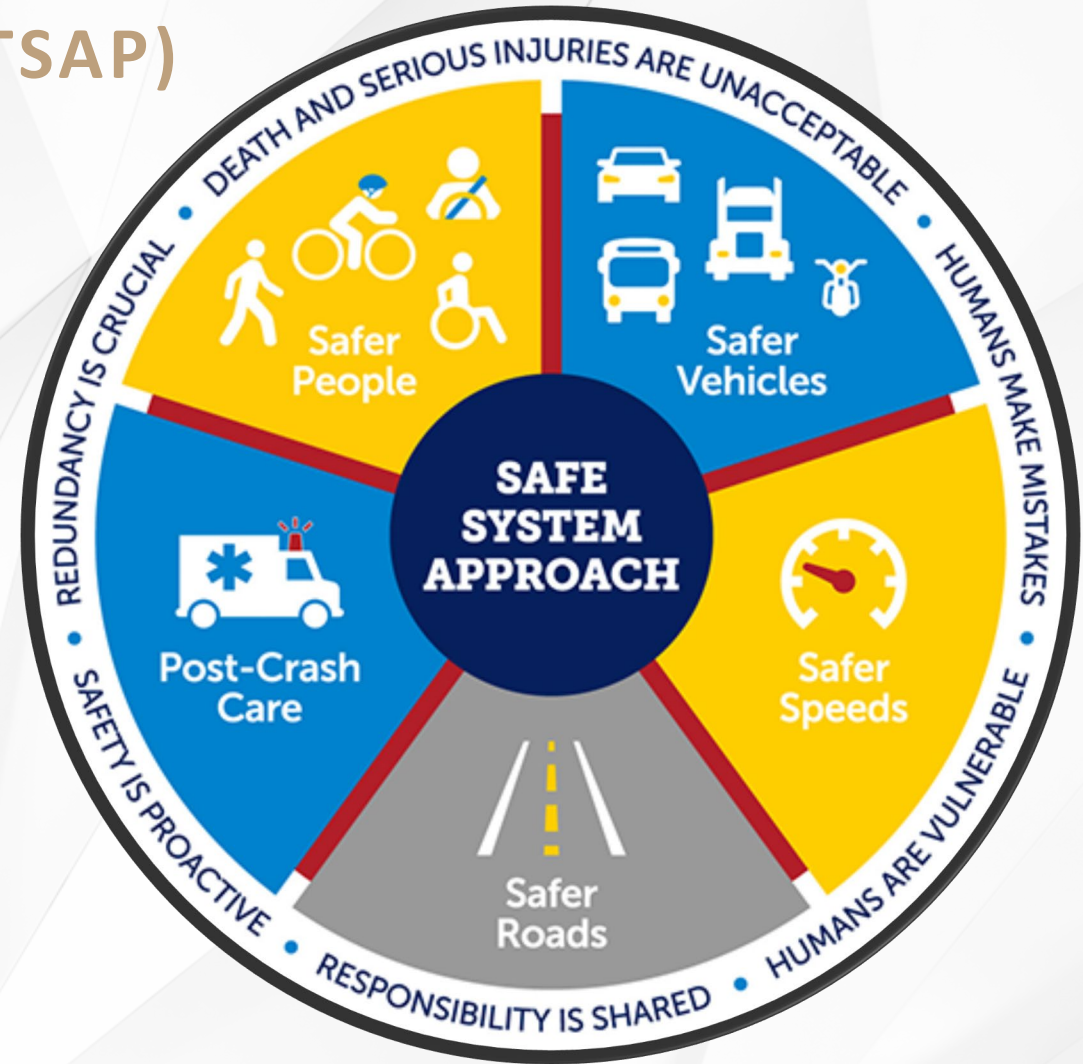 TSAP)
DEATH AND SERIOUS INJURIES ARE UNACCEPTABLE
•
HUMANS MAKE MISTAKES
•
HUMANS ARE VULNERABLE
•
RESPONSIBILITY IS SHARED
•
SAFETY IS PROACTIVE
•
REDUNDANCY IS CRUCIAL
•
Safer
People
Safer
Vehicles
SAFE
SYSTEM
APPROACH
Post-Crash
Care
Safer
Speeds
Safer
Roads